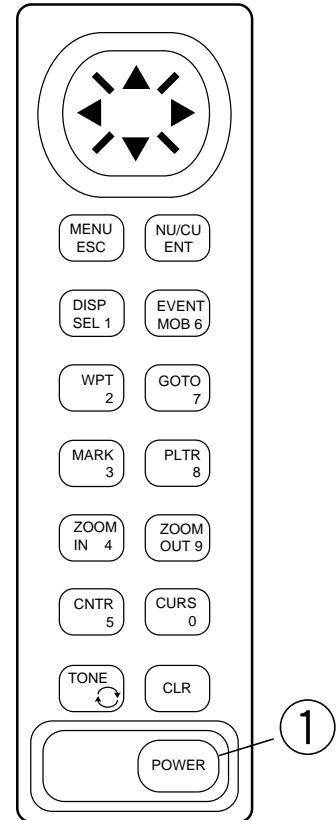 MENU
ESC
NU/CU
ENT
DISP
SEL 1
EVENT
MOB 6
WPT
2
GOTO
7
MARK
3
PLTR
8
ZOOM
IN 4
ZOOM
OUT 9
CNTR
5
CURS
0
TONE
CLR
POWER
1